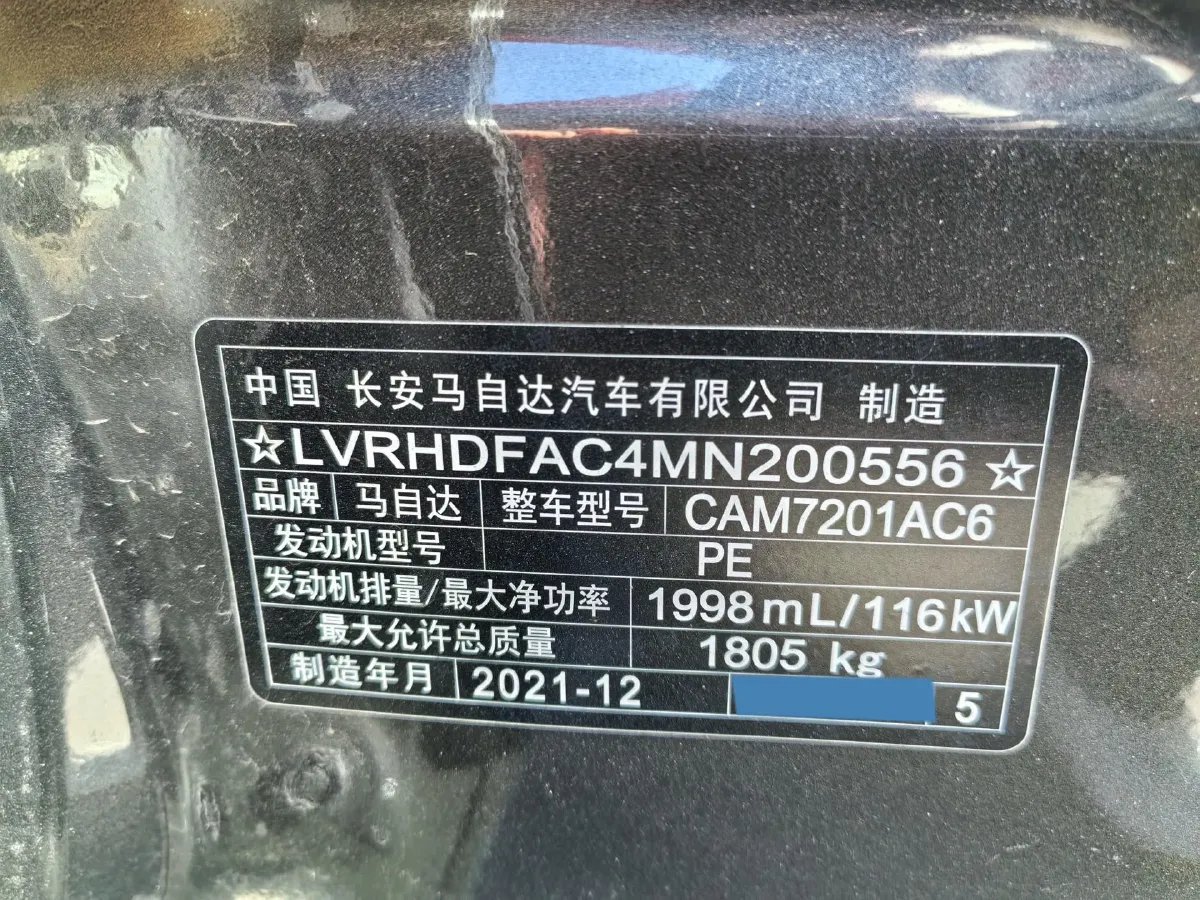 中国 长安马自达汽车有限公司 制造
☆LVRHDFAC4MN200556☆
品牌 马自达 整车型号 CAM7201AC6
发动机型号 PE
发动机排量/最大净功率 1998mL/116kW
最大允许总质量 1805 kg
制造年月 2021-12 5